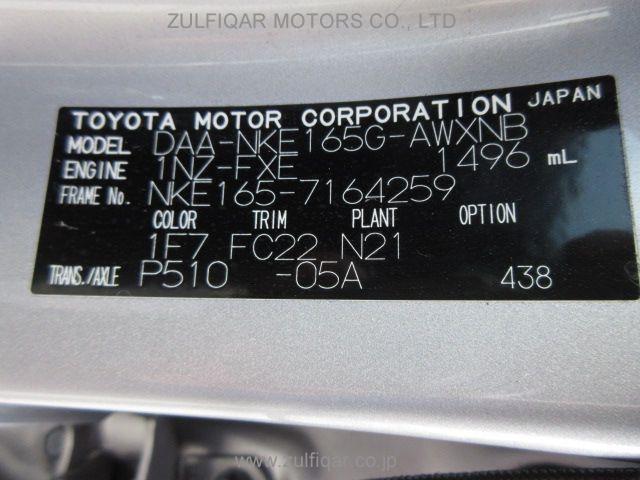 ZULFIQAR MOTORS CO., LTD.
TOYOTA MOTOR CORPORATION JAPAN
MODEL DAA-NKE165G-AWXNB
ENGINE 1NZ-FXE 1496 mL
FRAME No. NKE165-7164259
COLOR TRIM PLANT OPTION
1F7 FC22 N21
TRANS./AXLE P510 -05A 438
www.zulfiqar.co.jp